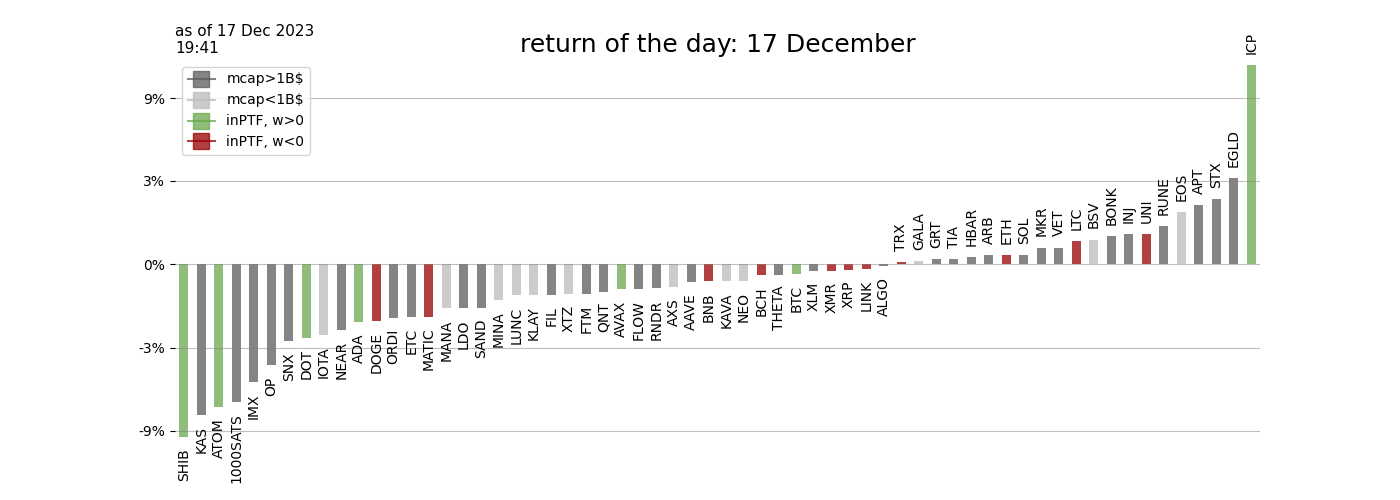 as of 17 Dec 2023
19:41
return of the day: 17 December
mcap>1B$
mcap<1B$
inPTF, w>0
inPTF, w<0
9%
3%
0%
-3%
-9%
SHIB
KAS
ATOM
1000SATS
IMX
OP
SNX
DOT
IOTA
NEAR
ADA
DOGE
ORDI
ETC
MATIC
MANA
LDO
SAND
MINA
LUNC
KLAY
FIL
XTZ
FTM
QNT
AVAX
FLOW
RNDR
AXS
AAVE
BNB
KAVA
NEO
BCH
THETA
BTC
XLM
XMR
XRP
LINK
ALGO
TRX
GALA
GRT
TIA
HBAR
ARB
ETH
SOL
MKR
VET
LTC
BSV
BONK
INJ
UNI
RUNE
EOS
APT
STX
EGLD
ICP